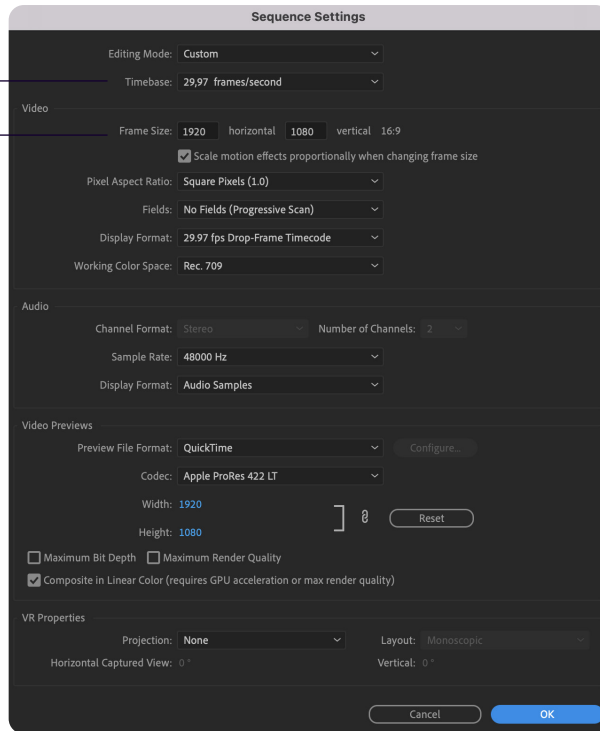 Sequence Settings
Editing Mode: Custom
Timebase: 29,97 frames/second
Video
Frame Size: 1920 horizontal 1080 vertical 16:9
Scale motion effects proportionally when changing frame size
Pixel Aspect Ratio: Square Pixels (1.0)
Fields: No Fields (Progressive Scan)
Display Format: 29.97 fps Drop-Frame Timecode
Working Color Space: Rec. 709
Audio
Channel Format: Stereo Number of Channels: 2
Sample Rate: 48000 Hz
Display Format: Audio Samples
Video Previews
Preview File Format: QuickTime Configure...
Codec: Apple ProRes 422 LT
Width: 1920
Height: 1080
Reset
Maximum Bit Depth Maximum Render Quality
Composite in Linear Color (requires GPU acceleration or max render quality)
VR Properties
Projection: None Layout: Monoscopic
Horizontal Captured View: 0° Vertical: 0°
Cancel OK